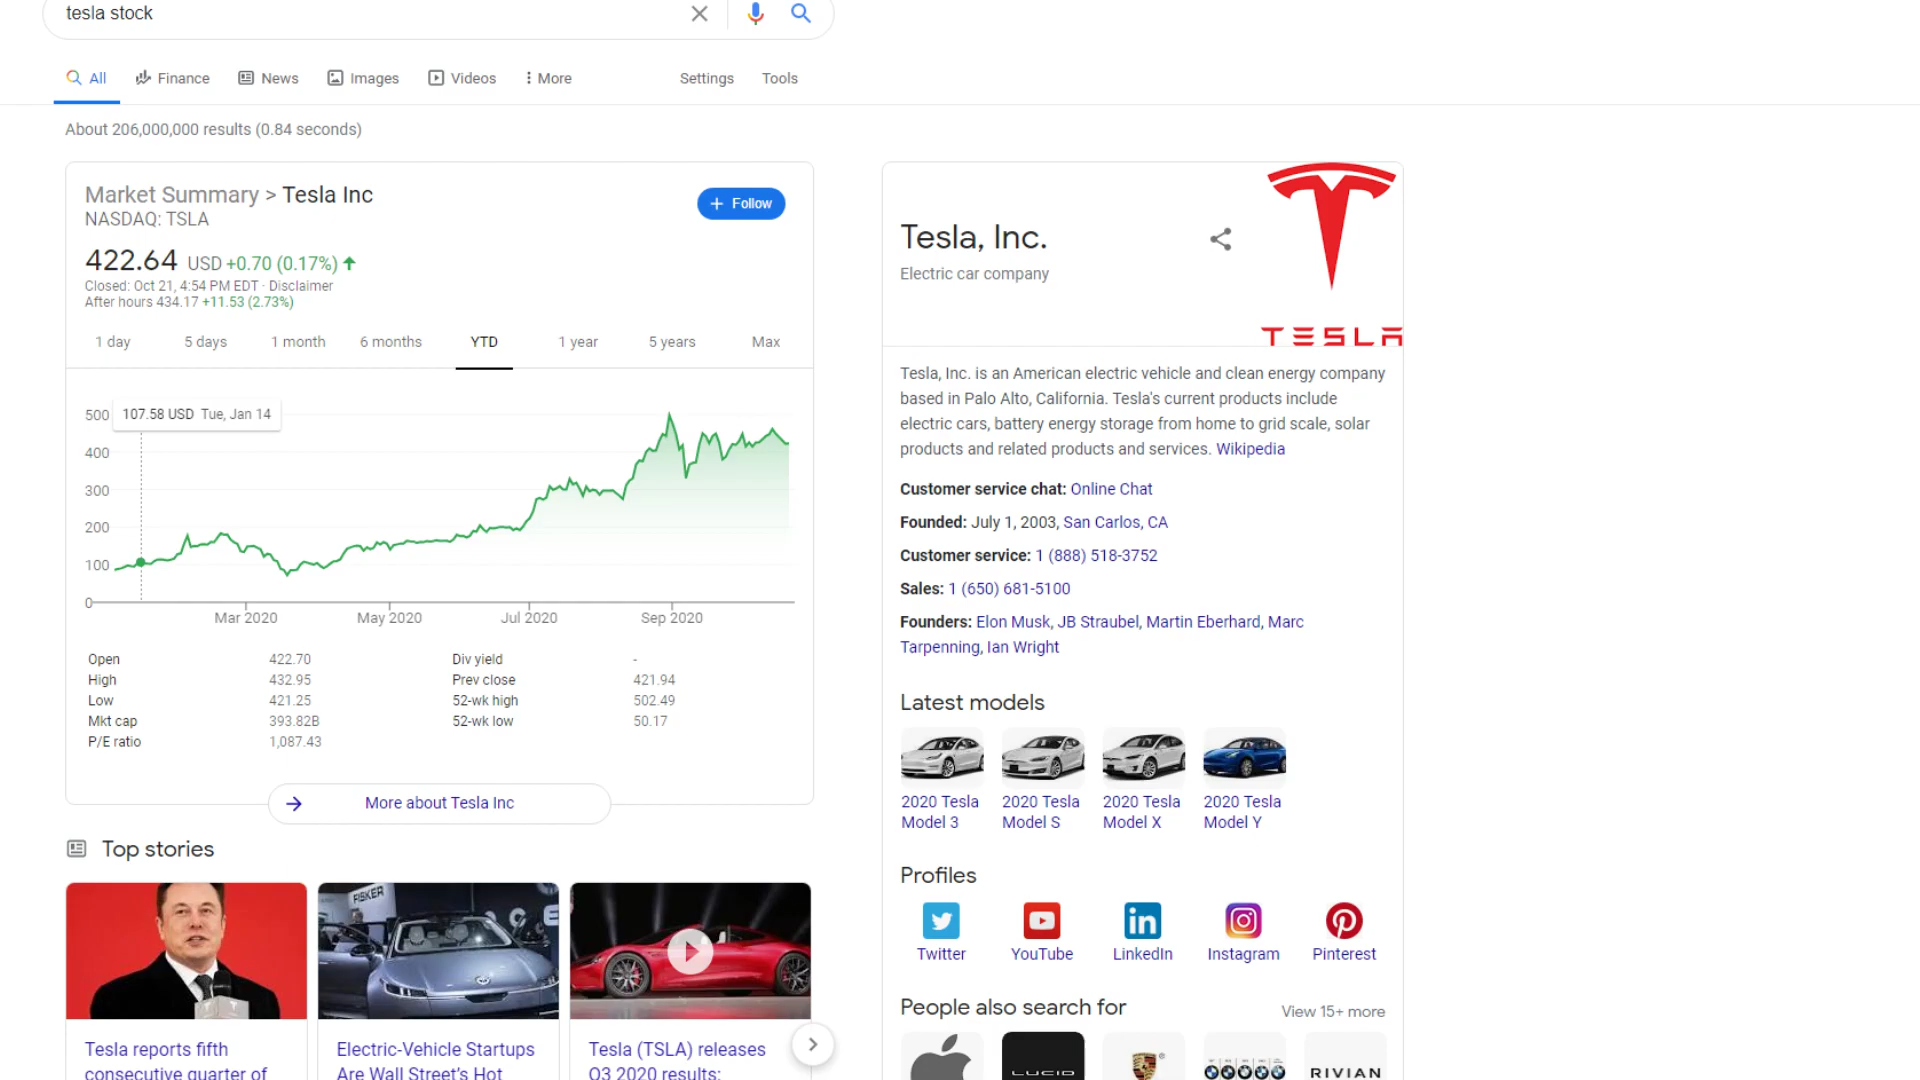 tesla stock
All
Finance
News
Images
Videos
More
Settings
Tools
About 206,000,000 results (0.84 seconds)
Market Summary > Tesla Inc
NASDAQ: TSLA
+ Follow
422.64 USD +0.70 (0.17%)
Closed: Oct 21, 4:54 PM EDT · Disclaimer
After hours 434.17 +11.53 (2.73%)
1 day
5 days
1 month
6 months
YTD
1 year
5 years
Max
107.58 USD Tue, Jan 14
500
400
300
200
100
0
Mar 2020
May 2020
Jul 2020
Sep 2020
Open 422.70
High 432.95
Low 421.25
Mkt cap 393.82B
P/E ratio 1,087.43
Div yield -
Prev close 421.94
52-wk high 502.49
52-wk low 50.17
More about Tesla Inc
Top stories
FISKER
Tesla reports fifth
consecutive quarter of
Electric-Vehicle Startups
Are Wall Street's Hot
Tesla (TSLA) releases
Q3 2020 results:
Tesla, Inc.
Electric car company
TESLA
Tesla, Inc. is an American electric vehicle and clean energy company
based in Palo Alto, California. Tesla's current products include
electric cars, battery energy storage from home to grid scale, solar
products and related products and services. Wikipedia
Customer service chat: Online Chat
Founded: July 1, 2003, San Carlos, CA
Customer service: 1 (888) 518-3752
Sales: 1 (650) 681-5100
Founders: Elon Musk, JB Straubel, Martin Eberhard, Marc
Tarpenning, Ian Wright
Latest models
2020 Tesla
Model 3
2020 Tesla
Model S
2020 Tesla
Model X
2020 Tesla
Model Y
Profiles
Twitter
YouTube
LinkedIn
Instagram
Pinterest
People also search for
View 15+ more
LUCID
RIVIAN